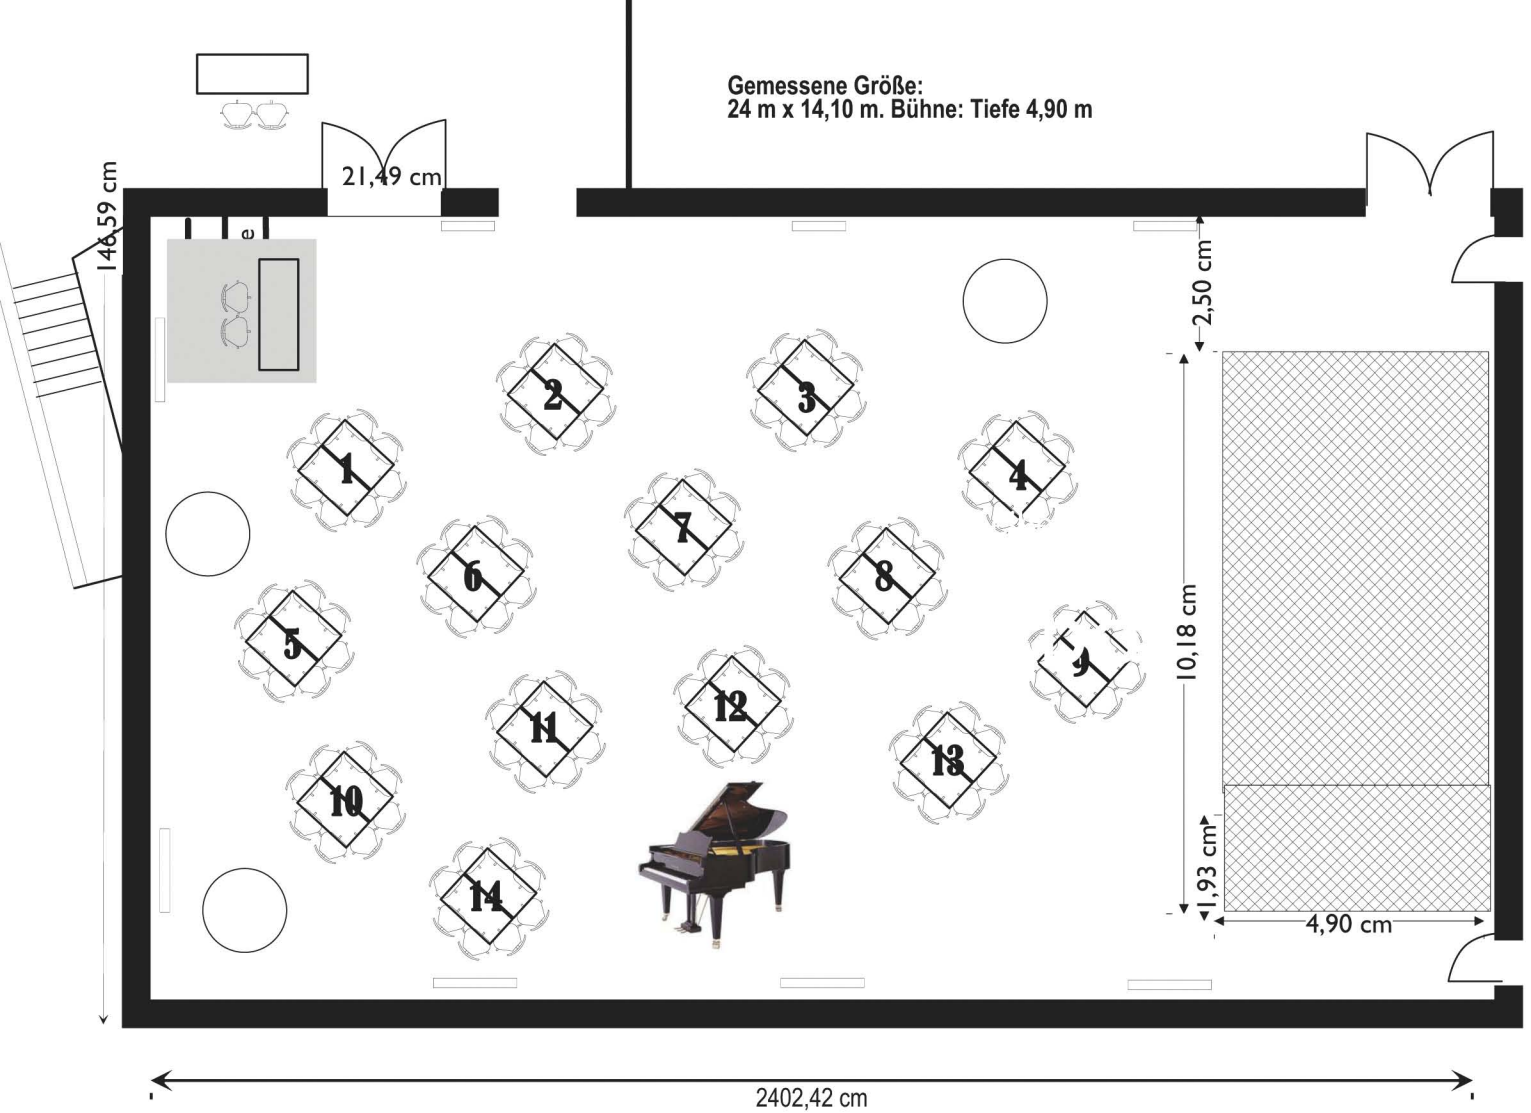 Gemessene Größe:
24 m x 14,10 m. Bühne: Tiefe 4,90 m
21,49 cm
146,59 cm
e
2,50 cm
2
3
1
4
7
6
8
10,18 cm
5
9
12
11
13
10
1,93 cm
14
4,90 cm
2402,42 cm